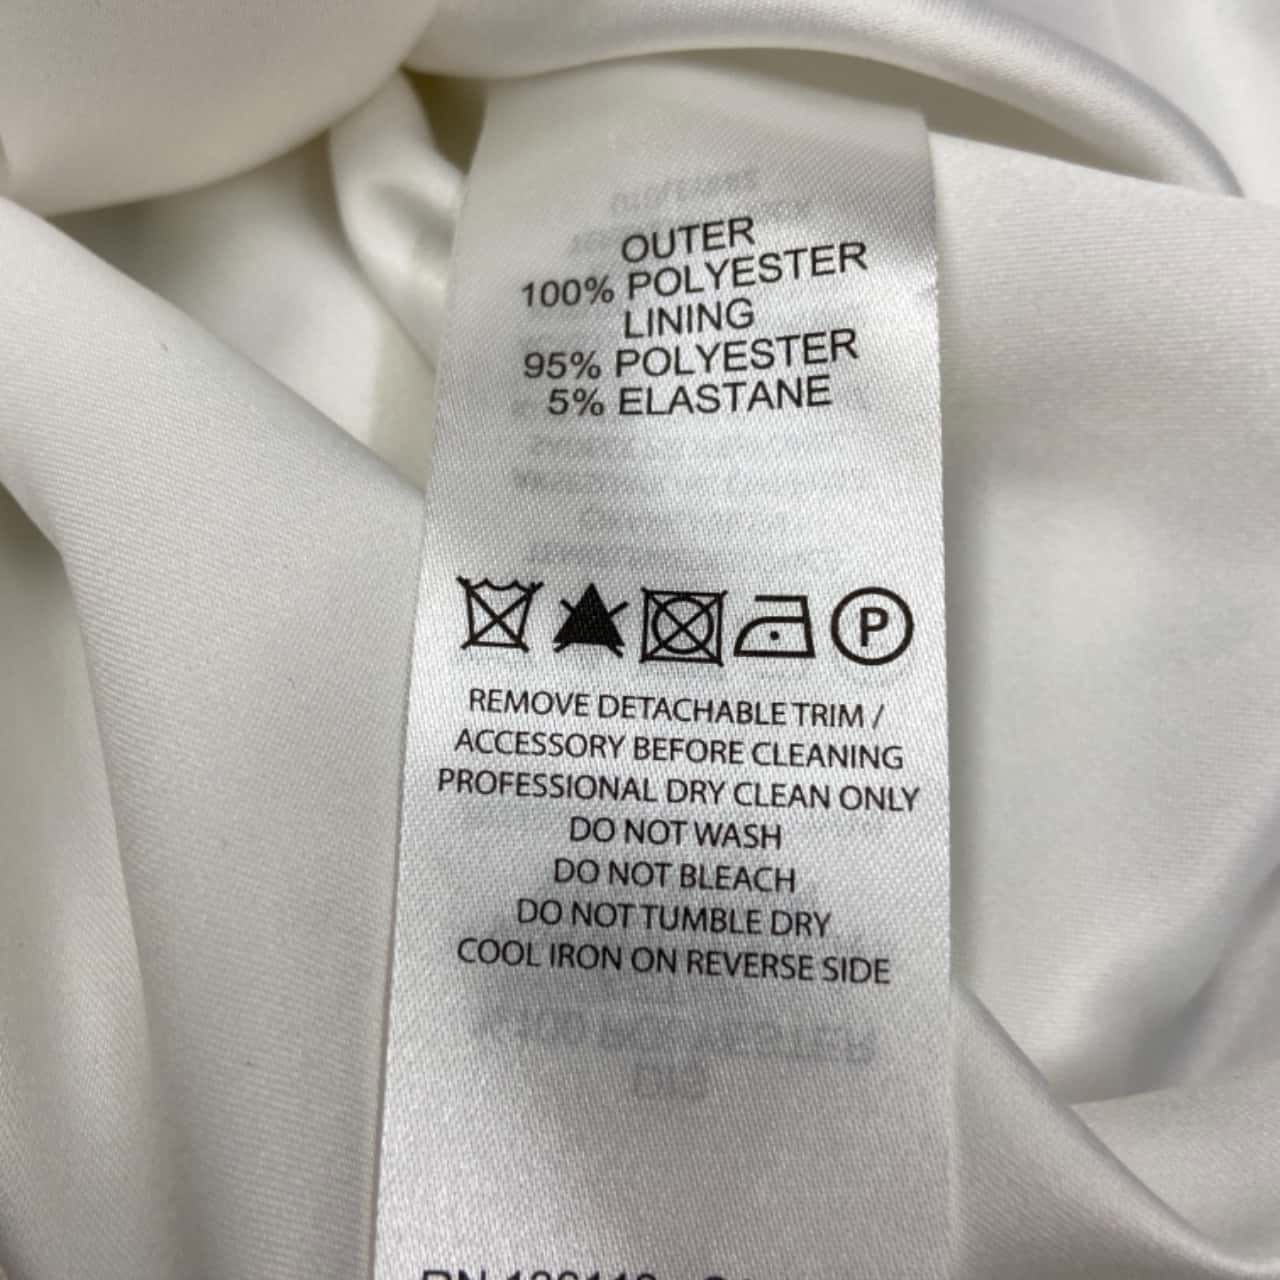 OUTER
100% POLYESTER
LINING
95% POLYESTER
5% ELASTANE
P
REMOVE DETACHABLE TRIM /
ACCESSORY BEFORE CLEANING
PROFESSIONAL DRY CLEAN ONLY
DO NOT WASH
DO NOT BLEACH
DO NOT TUMBLE DRY
COOL IRON ON REVERSE SIDE